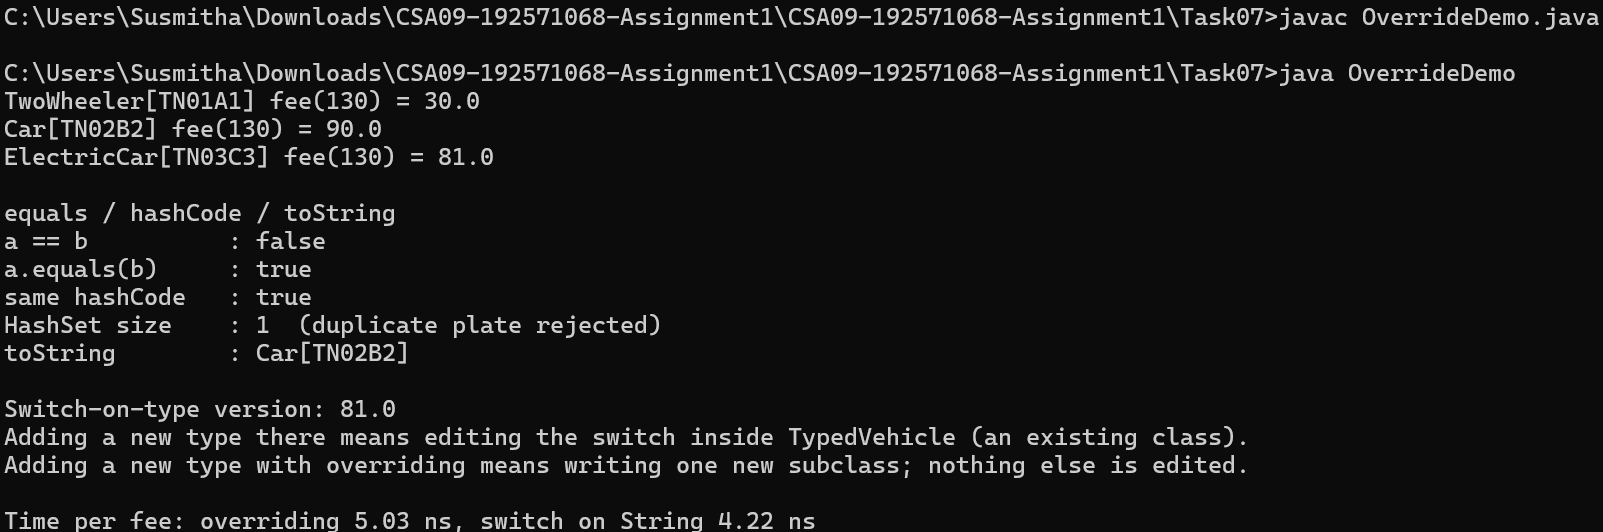 C:\Users\Susmitha\Downloads\CSA09-192571068-Assignment1\CSA09-192571068-Assignment1\Task07>javac OverrideDemo.java
C:\Users\Susmitha\Downloads\CSA09-192571068-Assignment1\CSA09-192571068-Assignment1\Task07>java OverrideDemo
TwoWheeler[TN01A1] fee(130) = 30.0
Car[TN02B2] fee(130) = 90.0
ElectricCar[TN03C3] fee(130) = 81.0
equals / hashCode / toString
a == b          : false
a.equals(b)     : true
same hashCode   : true
HashSet size    : 1  (duplicate plate rejected)
toString        : Car[TN02B2]
Switch-on-type version: 81.0
Adding a new type there means editing the switch inside TypedVehicle (an existing class).
Adding a new type with overriding means writing one new subclass; nothing else is edited.
Time per fee: overriding 5.03 ns, switch on String 4.22 ns